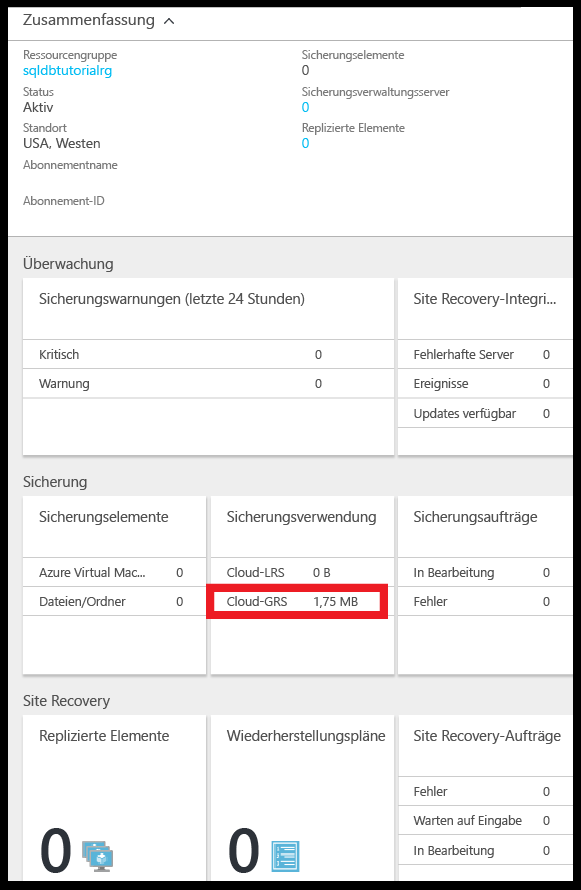 Zusammenfassung
Ressourcengruppe
sqldbtutorialrg
Status
Aktiv
Standort
USA, Westen
Abonnementname
Abonnement-ID
Sicherungselemente
0
Sicherungsverwaltungsserver
0
Replizierte Elemente
0
Überwachung
Sicherungswarnungen (letzte 24 Stunden)
Kritisch 0
Warnung 0
Site Recovery-Integri...
Fehlerhafte Server 0
Ereignisse 0
Updates verfügbar 0
Sicherung
Sicherungselemente
Azure Virtual Mac... 0
Dateien/Ordner 0
Sicherungsverwendung
Cloud-LRS 0 B
Cloud-GRS 1,75 MB
Sicherungsaufträge
In Bearbeitung 0
Fehler 0
Site Recovery
Replizierte Elemente
0
Wiederherstellungspläne
0
Site Recovery-Aufträge
Fehler 0
Warten auf Eingabe 0
In Bearbeitung 0